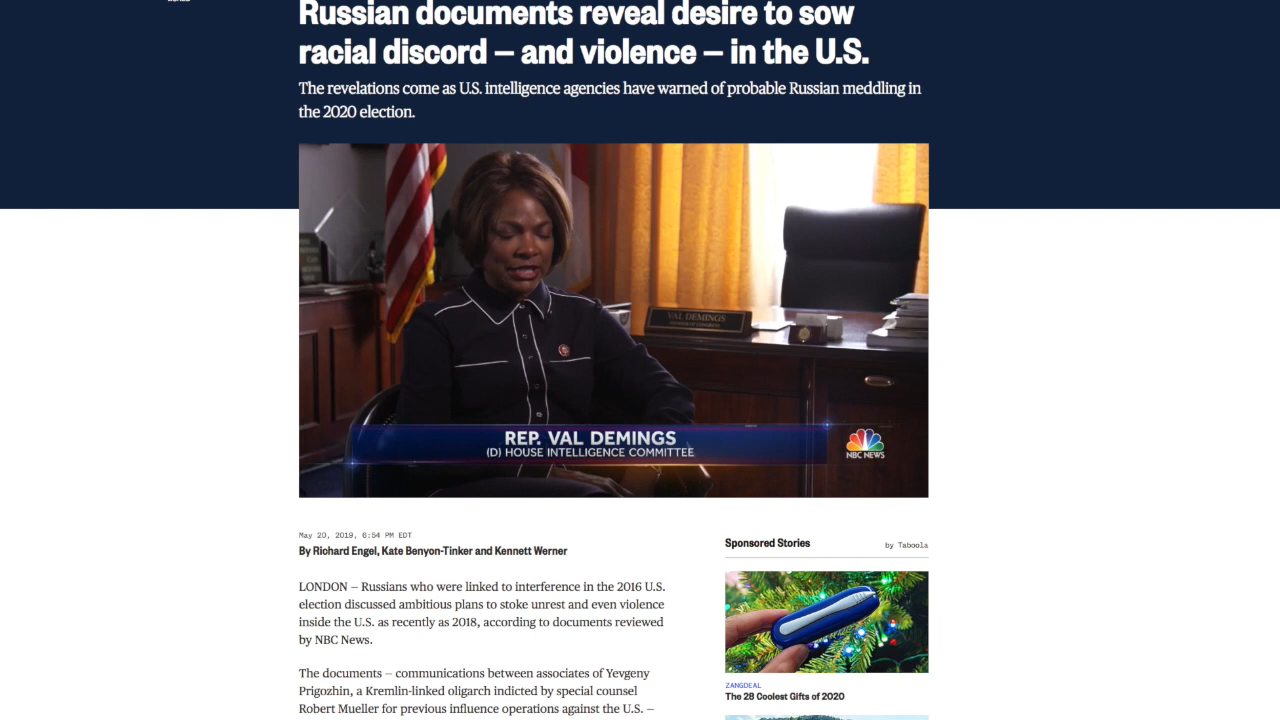 Russian documents reveal desire to sow
racial discord – and violence – in the U.S.
The revelations come as U.S. intelligence agencies have warned of probable Russian meddling in
the 2020 election.
VAL DEMINGS
REP. VAL DEMINGS
(D) HOUSE INTELLIGENCE COMMITTEE
NBC NEWS
May 20, 2019, 6:54 PM EDT
By Richard Engel, Kate Benyon-Tinker and Kennett Werner
LONDON – Russians who were linked to interference in the 2016 U.S.
election discussed ambitious plans to stoke unrest and even violence
inside the U.S. as recently as 2018, according to documents reviewed
by NBC News.
The documents – communications between associates of Yevgeny
Prigozhin, a Kremlin-linked oligarch indicted by special counsel
Robert Mueller for previous influence operations against the U.S. –
Sponsored Stories
by Taboola
ZANGDEAL
The 28 Coolest Gifts of 2020